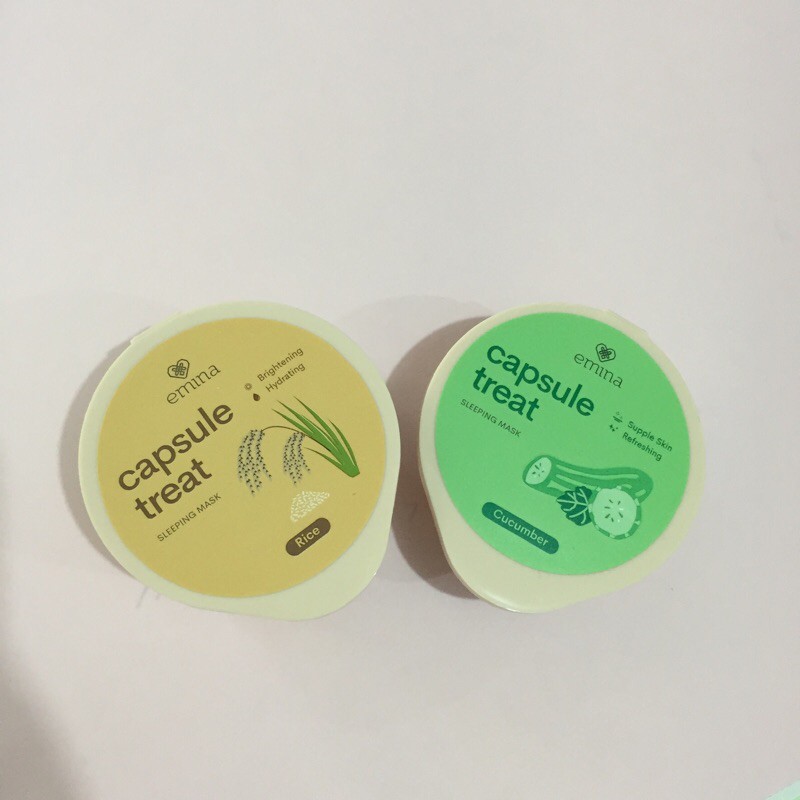 emina
capsule
treat
SLEEPING MASK
Brightening
Hydrating
Rice
emina
capsule
treat
SLEEPING MASK
Supple Skin
Refreshing
Cucumber